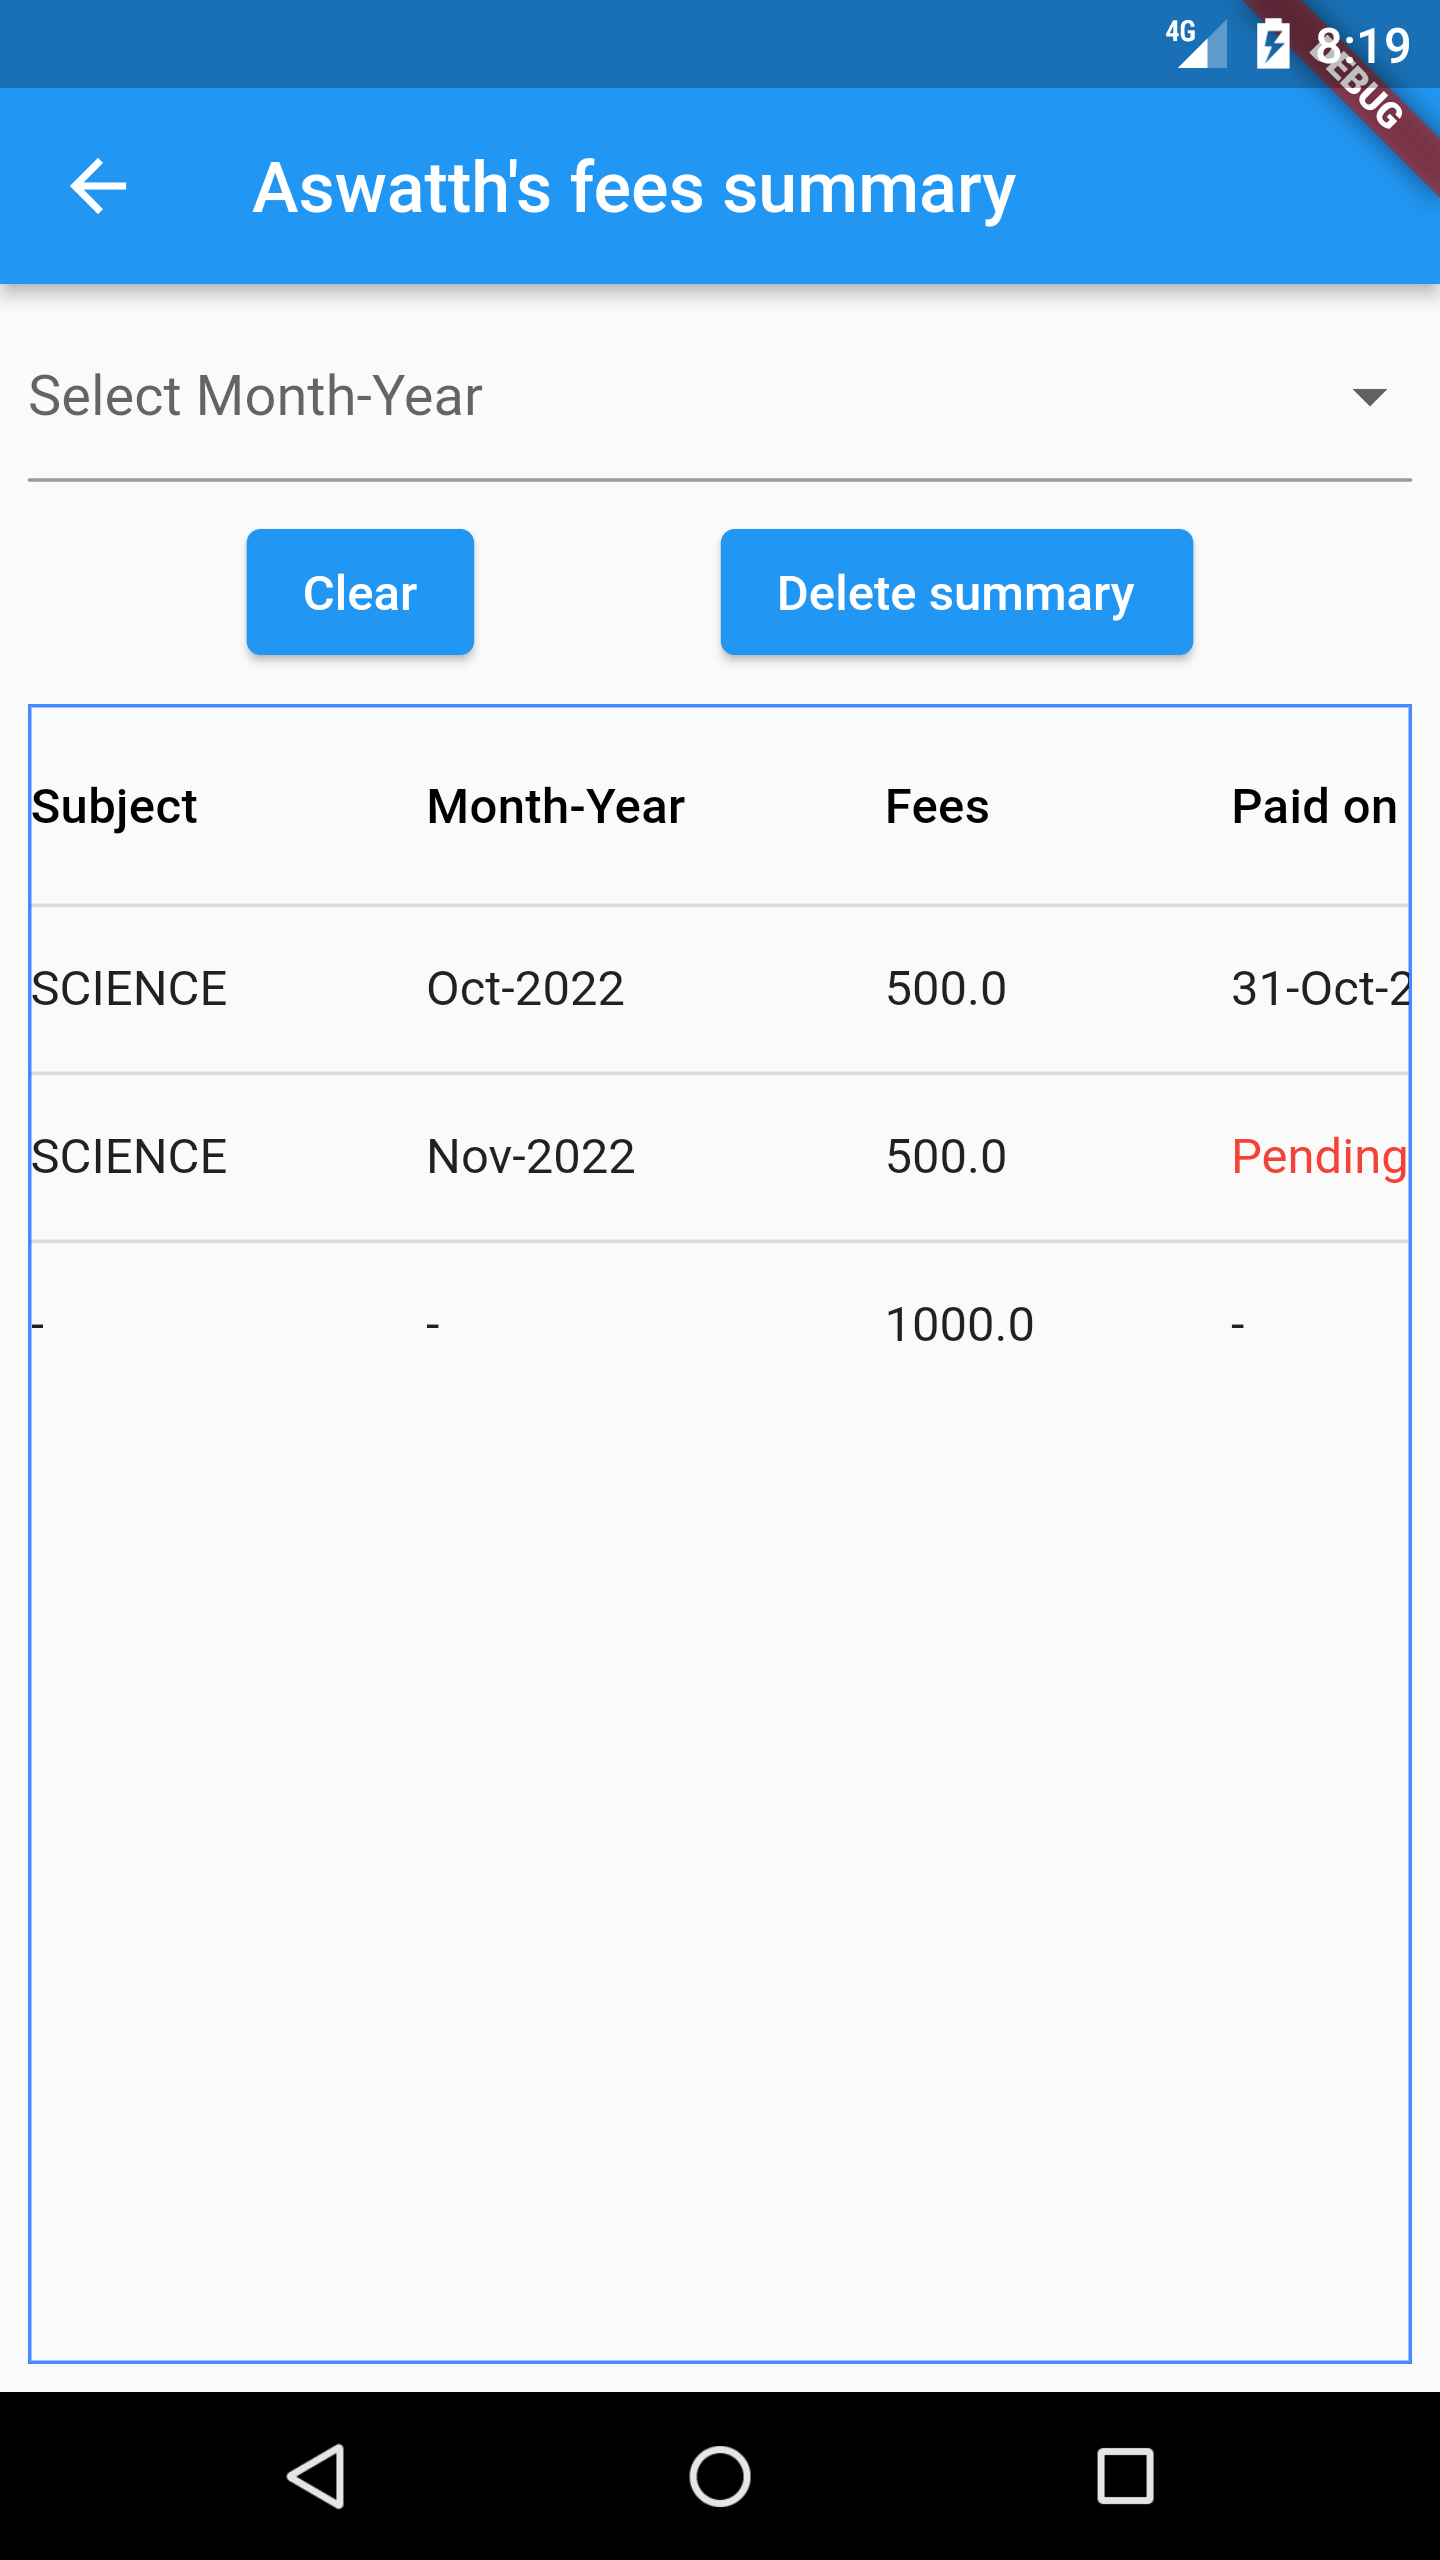 4G 8:19
DEBUG
Aswatth's fees summary
Select Month-Year
Clear Delete summary
Subject Month-Year Fees Paid on
SCIENCE Oct-2022 500.0 31-Oct-2
SCIENCE Nov-2022 500.0 Pending
- - 1000.0 -